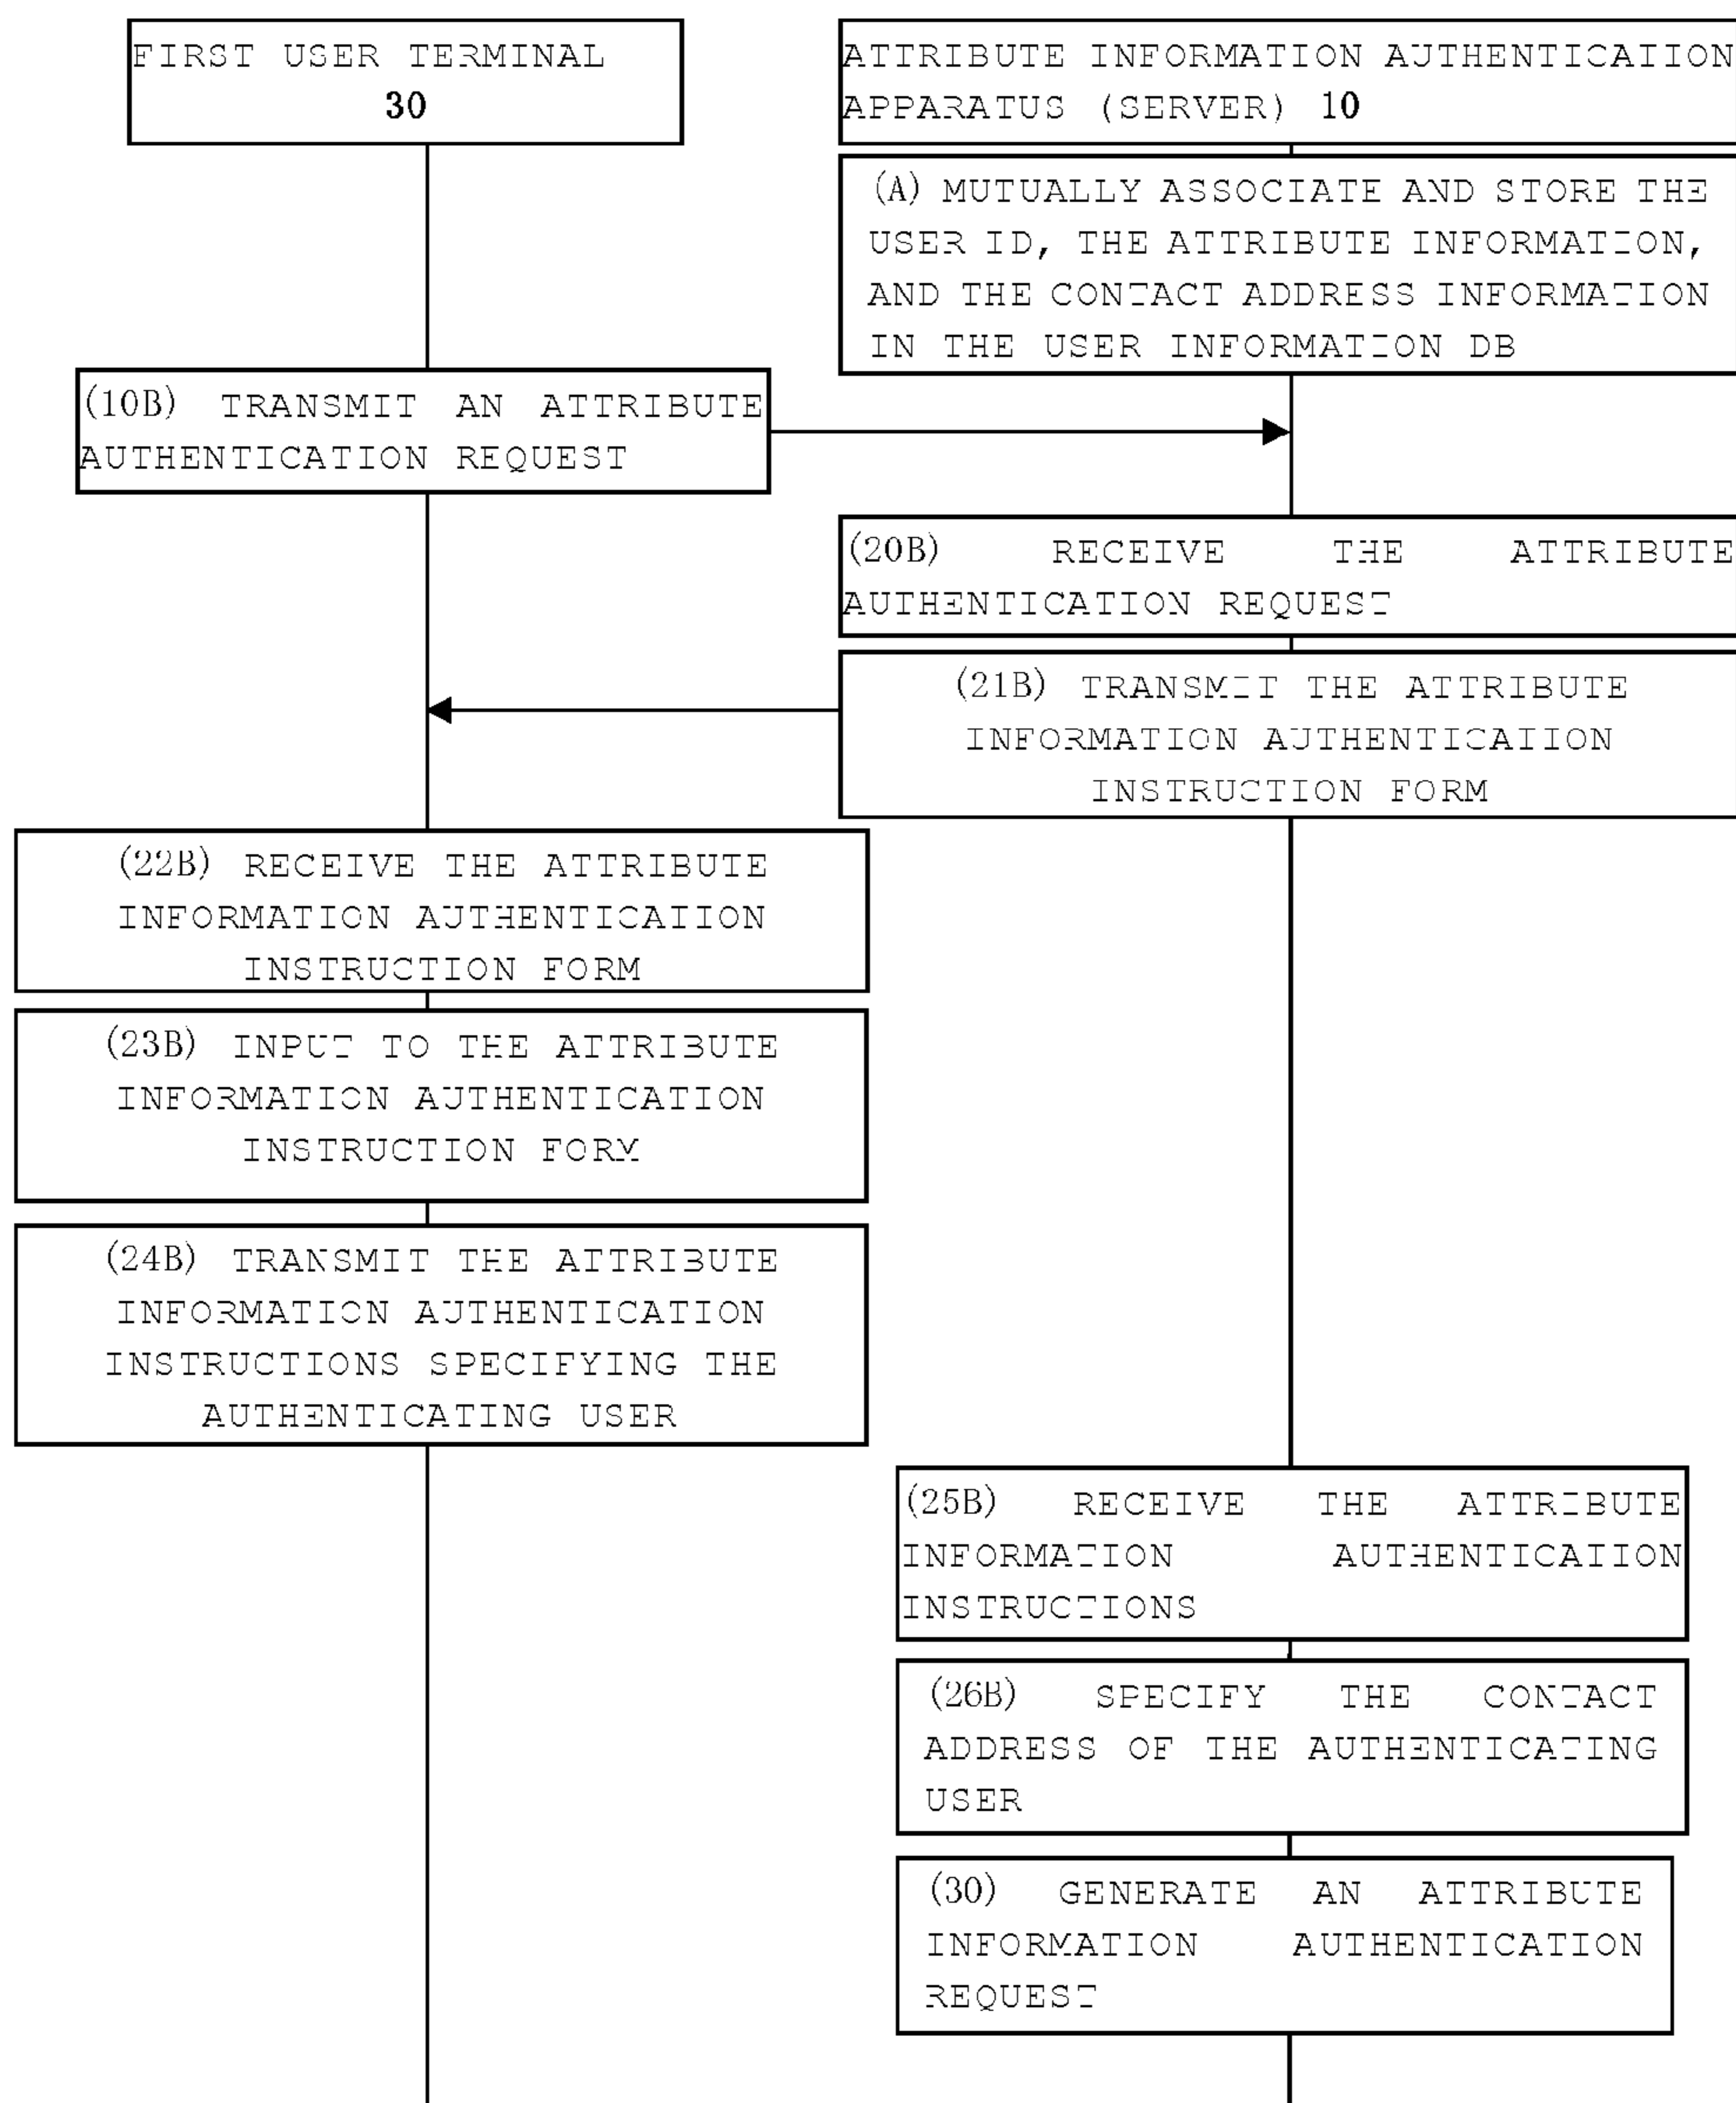 FIRST USER TERMINAL
30
ATTRIBUTE INFORMATION AUTHENTICATION
APPARATUS (SERVER) 10
(A) MUTUALLY ASSOCIATE AND STORE THE
USER ID, THE ATTRIBUTE INFORMATION,
AND THE CONTACT ADDRESS INFORMATION
IN THE USER INFORMATION DB
(10B) TRANSMIT AN ATTRIBUTE
AUTHENTICATION REQUEST
(20B) RECEIVE THE ATTRIBUTE
AUTHENTICATION REQUEST
(21B) TRANSMIT THE ATTRIBUTE
INFORMATION AUTHENTICATION
INSTRUCTION FORM
(22B) RECEIVE THE ATTRIBUTE
INFORMATION AUTHENTICATION
INSTRUCTION FORM
(23B) INPUT TO THE ATTRIBUTE
INFORMATION AUTHENTICATION
INSTRUCTION FORM
(24B) TRANSMIT THE ATTRIBUTE
INFORMATION AUTHENTICATION
INSTRUCTIONS SPECIFYING THE
AUTHENTICATING USER
(25B) RECEIVE THE ATTRIBUTE
INFORMATION AUTHENTICATION
INSTRUCTIONS
(26B) SPECIFY THE CONTACT
ADDRESS OF THE AUTHENTICATING
USER
(30) GENERATE AN ATTRIBUTE
INFORMATION AUTHENTICATION
REQUEST